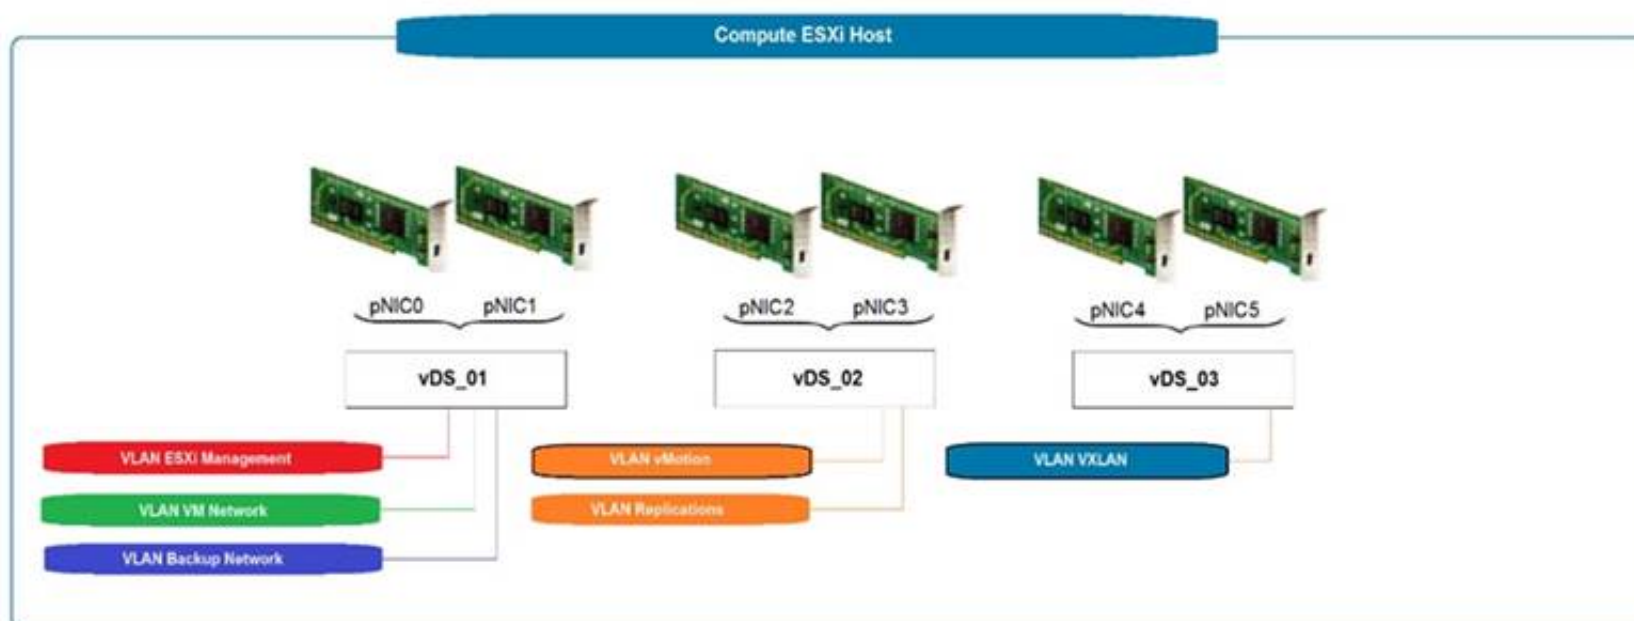 Compute ESXi Host
pNIC0 pNIC1 pNIC2 pNIC3 pNIC4 pNIC5
vDS_01 vDS_02 vDS_03
VLAN ESXi Management VLAN vMotion VLAN VXLAN
VLAN VM Network VLAN Replications
VLAN Backup Network